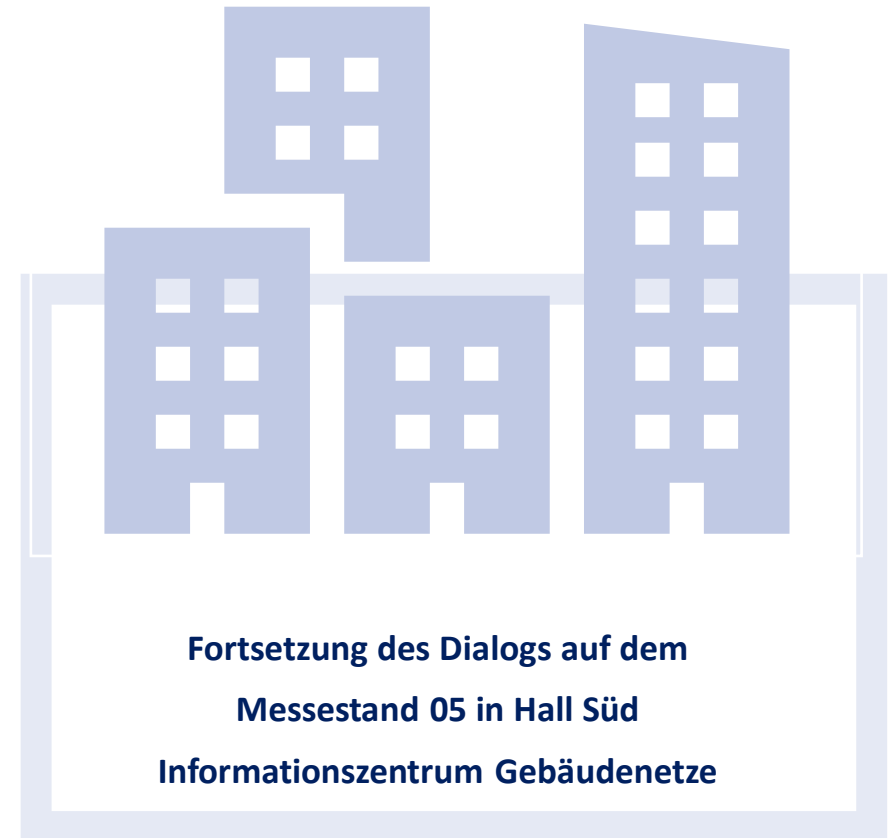 Fortsetzung des Dialogs auf dem
Messestand 05 in Hall Süd
Informationszentrum Gebäudenetze